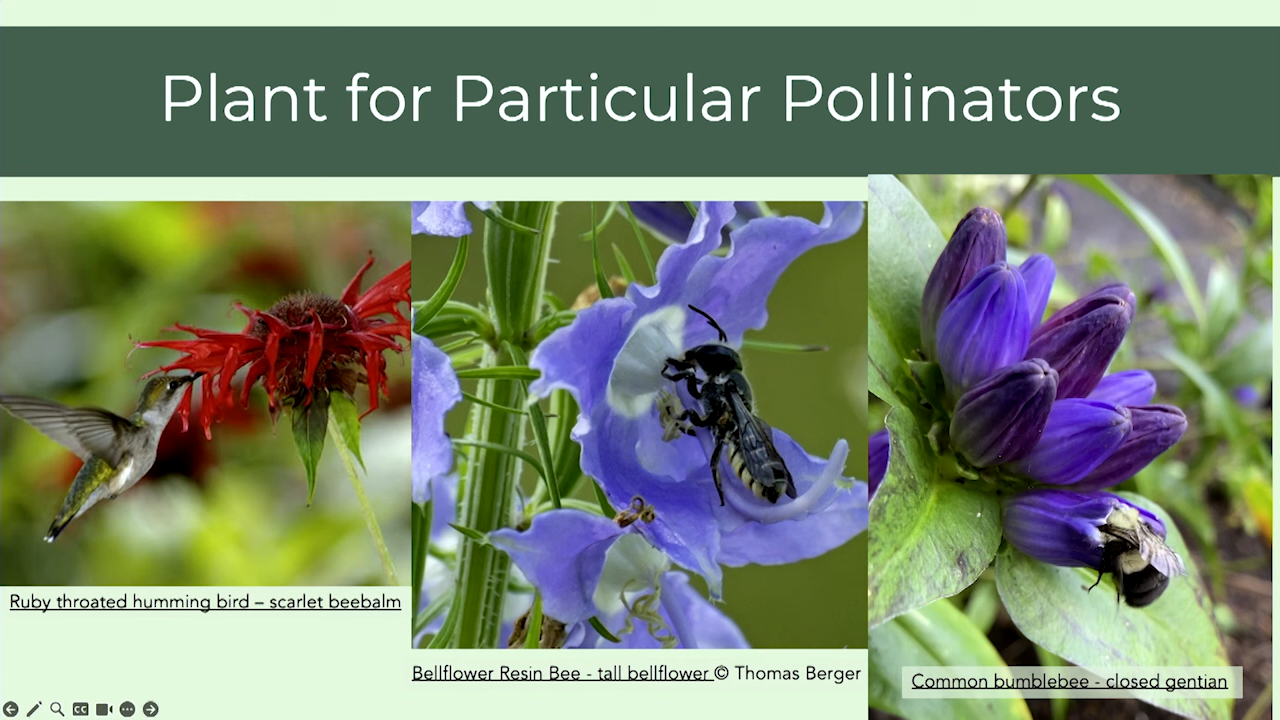 Plant for Particular Pollinators
Ruby throated humming bird – scarlet beebalm
Bellflower Resin Bee - tall bellflower © Thomas Berger
Common bumblebee - closed gentian
CC